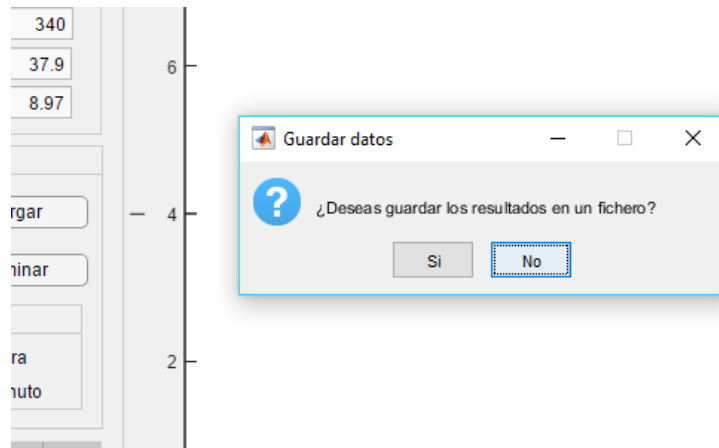 340
37.9
8.97
rgar
ninar
ra
nuto
6
4
2
Guardar datos
¿Deseas guardar los resultados en un fichero?
Si
No